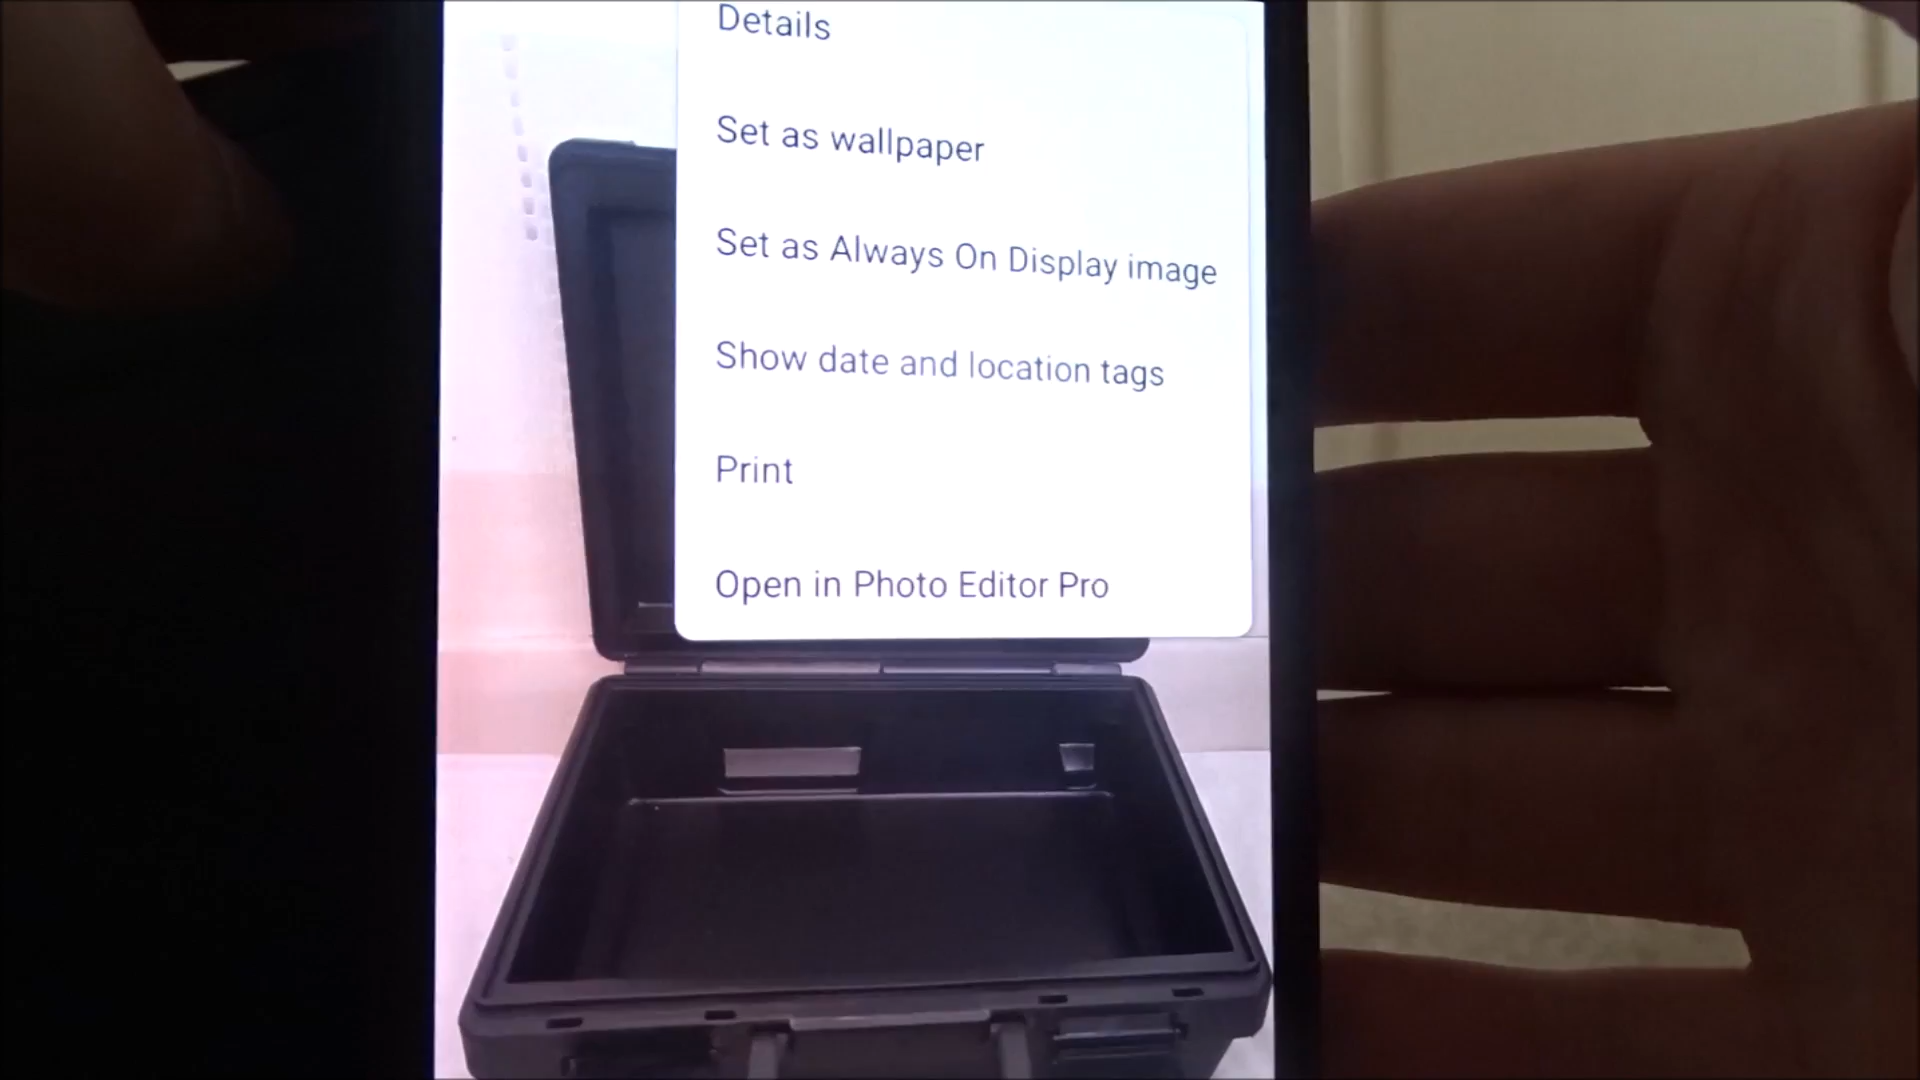 Details
Set as wallpaper
Set as Always On Display image
Show date and location tags
Print
Open in Photo Editor Pro